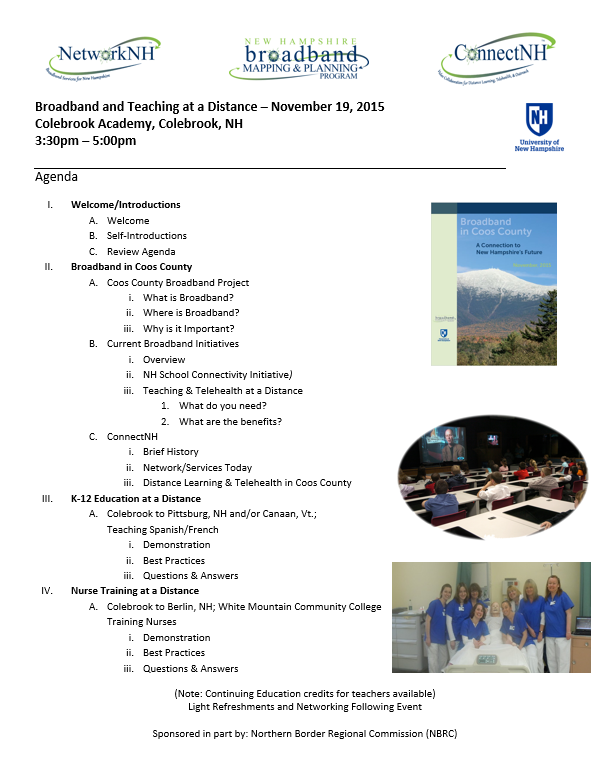 NetworkNH
Broadband Services for New Hampshire
NEW HAMPSHIRE
broadband
MAPPING & PLANNING
PROGRAM
ConnectNH
Broadband and Teaching at a Distance – November 19, 2015
Colebrook Academy, Colebrook, NH
3:30pm – 5:00pm
NH
University of
New Hampshire
Agenda
I. Welcome/Introductions
A. Welcome
B. Self-Introductions
C. Review Agenda
II. Broadband in Coos County
A. Coos County Broadband Project
i. What is Broadband?
ii. Where is Broadband?
iii. Why is it Important?
B. Current Broadband Initiatives
i. Overview
ii. NH School Connectivity Initiative)
iii. Teaching & Telehealth at a Distance
1. What do you need?
2. What are the benefits?
C. ConnectNH
i. Brief History
ii. Network/Services Today
iii. Distance Learning & Telehealth in Coos County
Broadband
in Coos County
A Connection to
New Hampshire's Future
III. K-12 Education at a Distance
A. Colebrook to Pittsburg, NH and/or Canaan, Vt.;
Teaching Spanish/French
i. Demonstration
ii. Best Practices
iii. Questions & Answers
IV. Nurse Training at a Distance
A. Colebrook to Berlin, NH; White Mountain Community College
Training Nurses
i. Demonstration
ii. Best Practices
iii. Questions & Answers
(Note: Continuing Education credits for teachers available)
Light Refreshments and Networking Following Event
Sponsored in part by: Northern Border Regional Commission (NBRC)